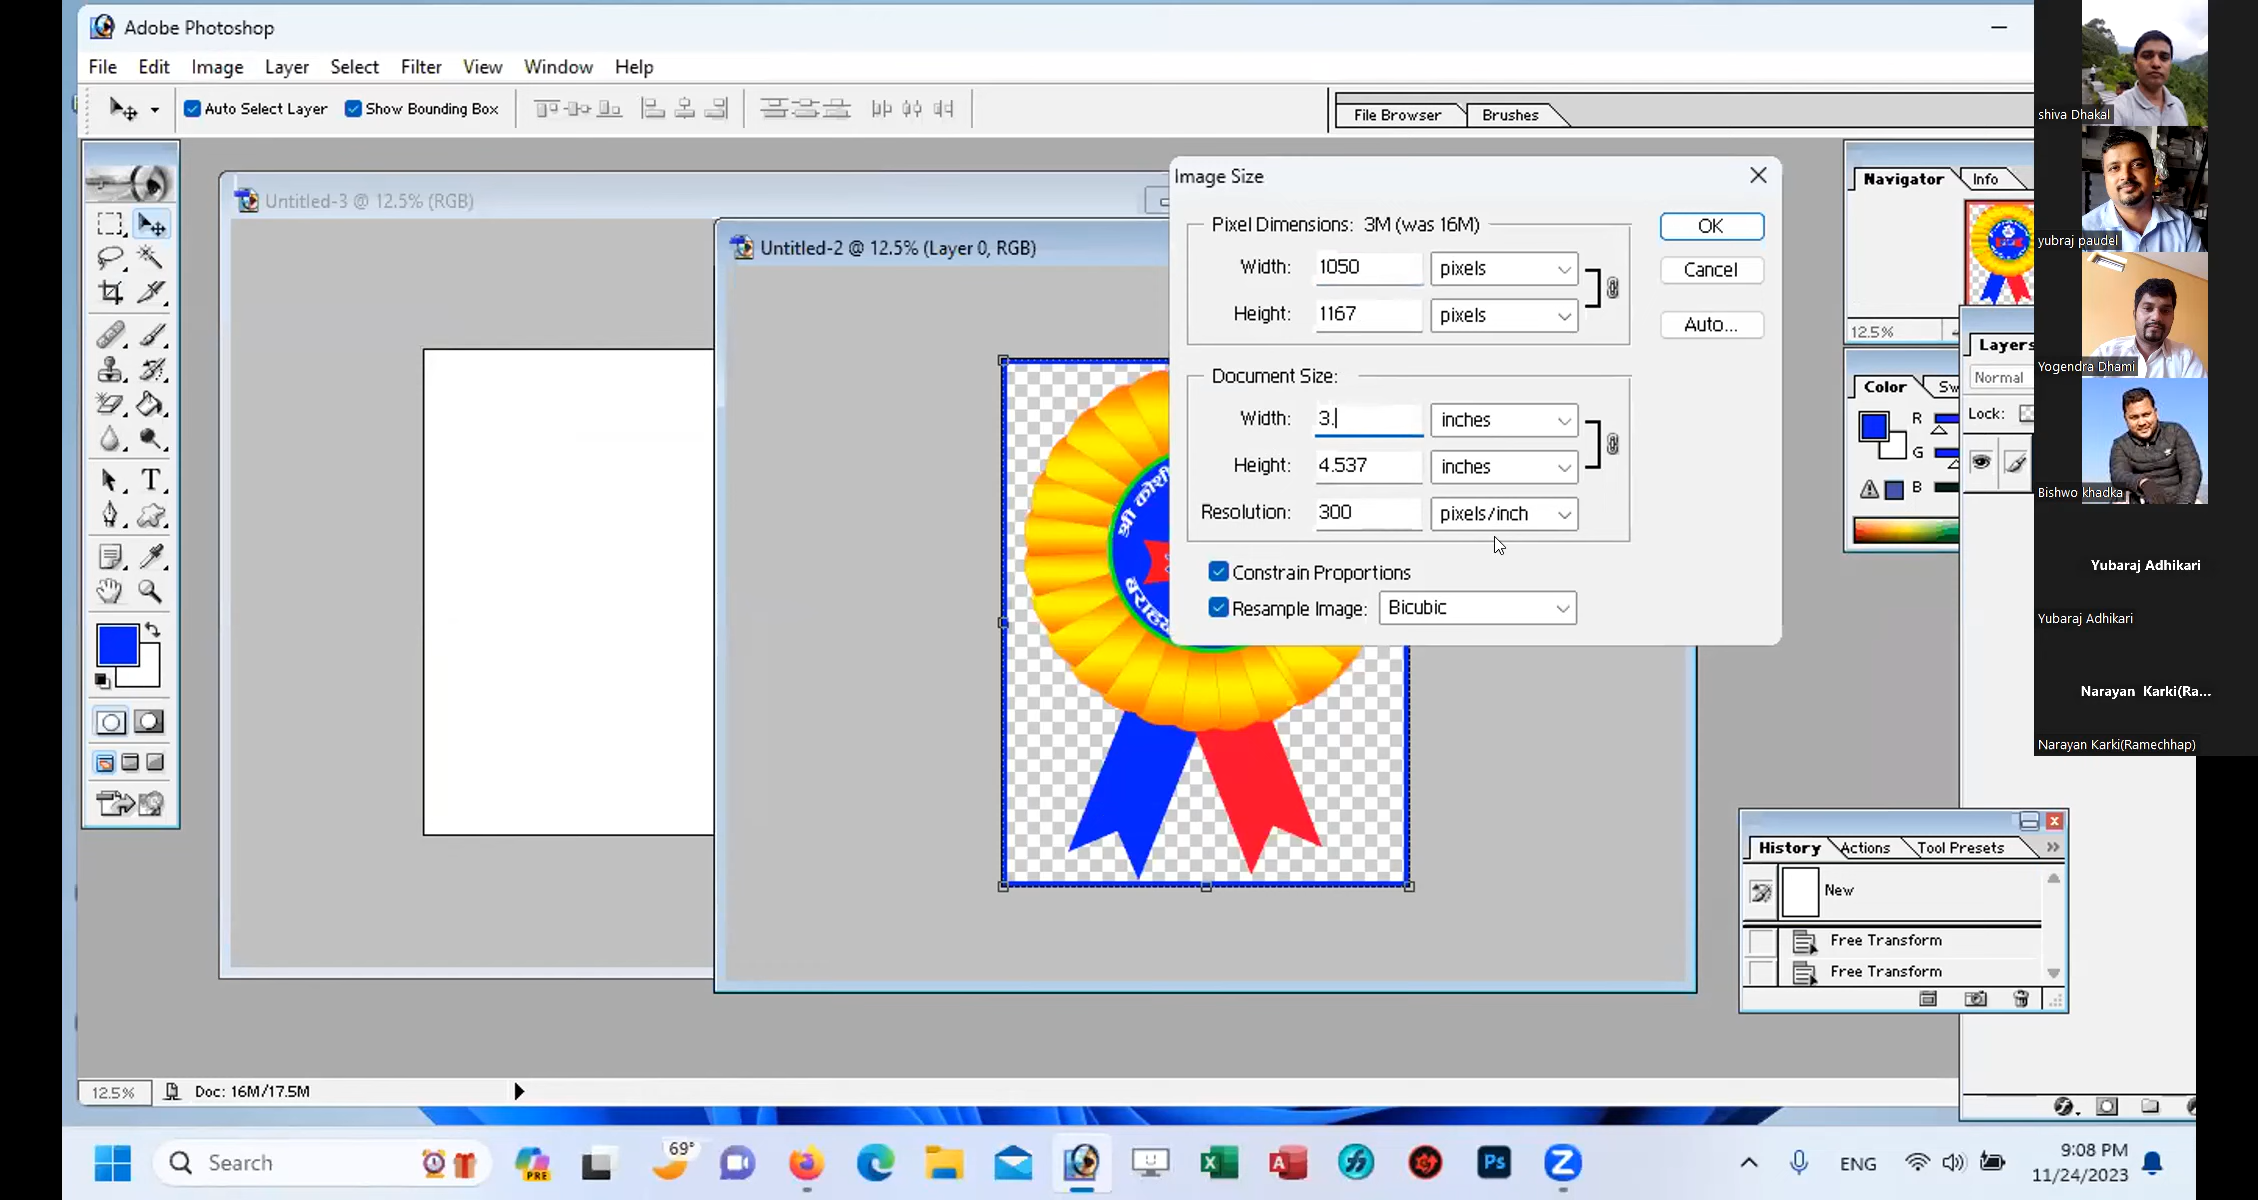 Adobe Photoshop
File Edit Image Layer Select Filter View Window Help
Auto Select Layer Show Bounding Box
File Browser Brushes
Untitled-3 @ 12.5% (RGB)
Untitled-2 @ 12.5% (Layer 0, RGB)
श्री कोशी
Image Size
Pixel Dimensions: 3M (was 16M)
Width: 1050 pixels
Height: 1167 pixels
Document Size:
Width: 3. inches
Height: 4.537 inches
Resolution: 300 pixels/inch
Constrain Proportions
Resample Image: Bicubic
OK
Cancel
Auto...
Navigator Info
12.5%
Color Sw
R
G
B
Layers
Normal
Lock:
History Actions Tool Presets
New
Free Transform
Free Transform
shiva Dhakal
yubraj paudel
Yogendra Dhami
Bishwo khadka
Yubaraj Adhikari
Yubaraj Adhikari
Narayan Karki(Ra...
Narayan Karki(Ramechhap)
12.5% Doc: 16M/17.5M
Search
PRE
69°
Ps
ENG
9:08 PM
11/24/2023